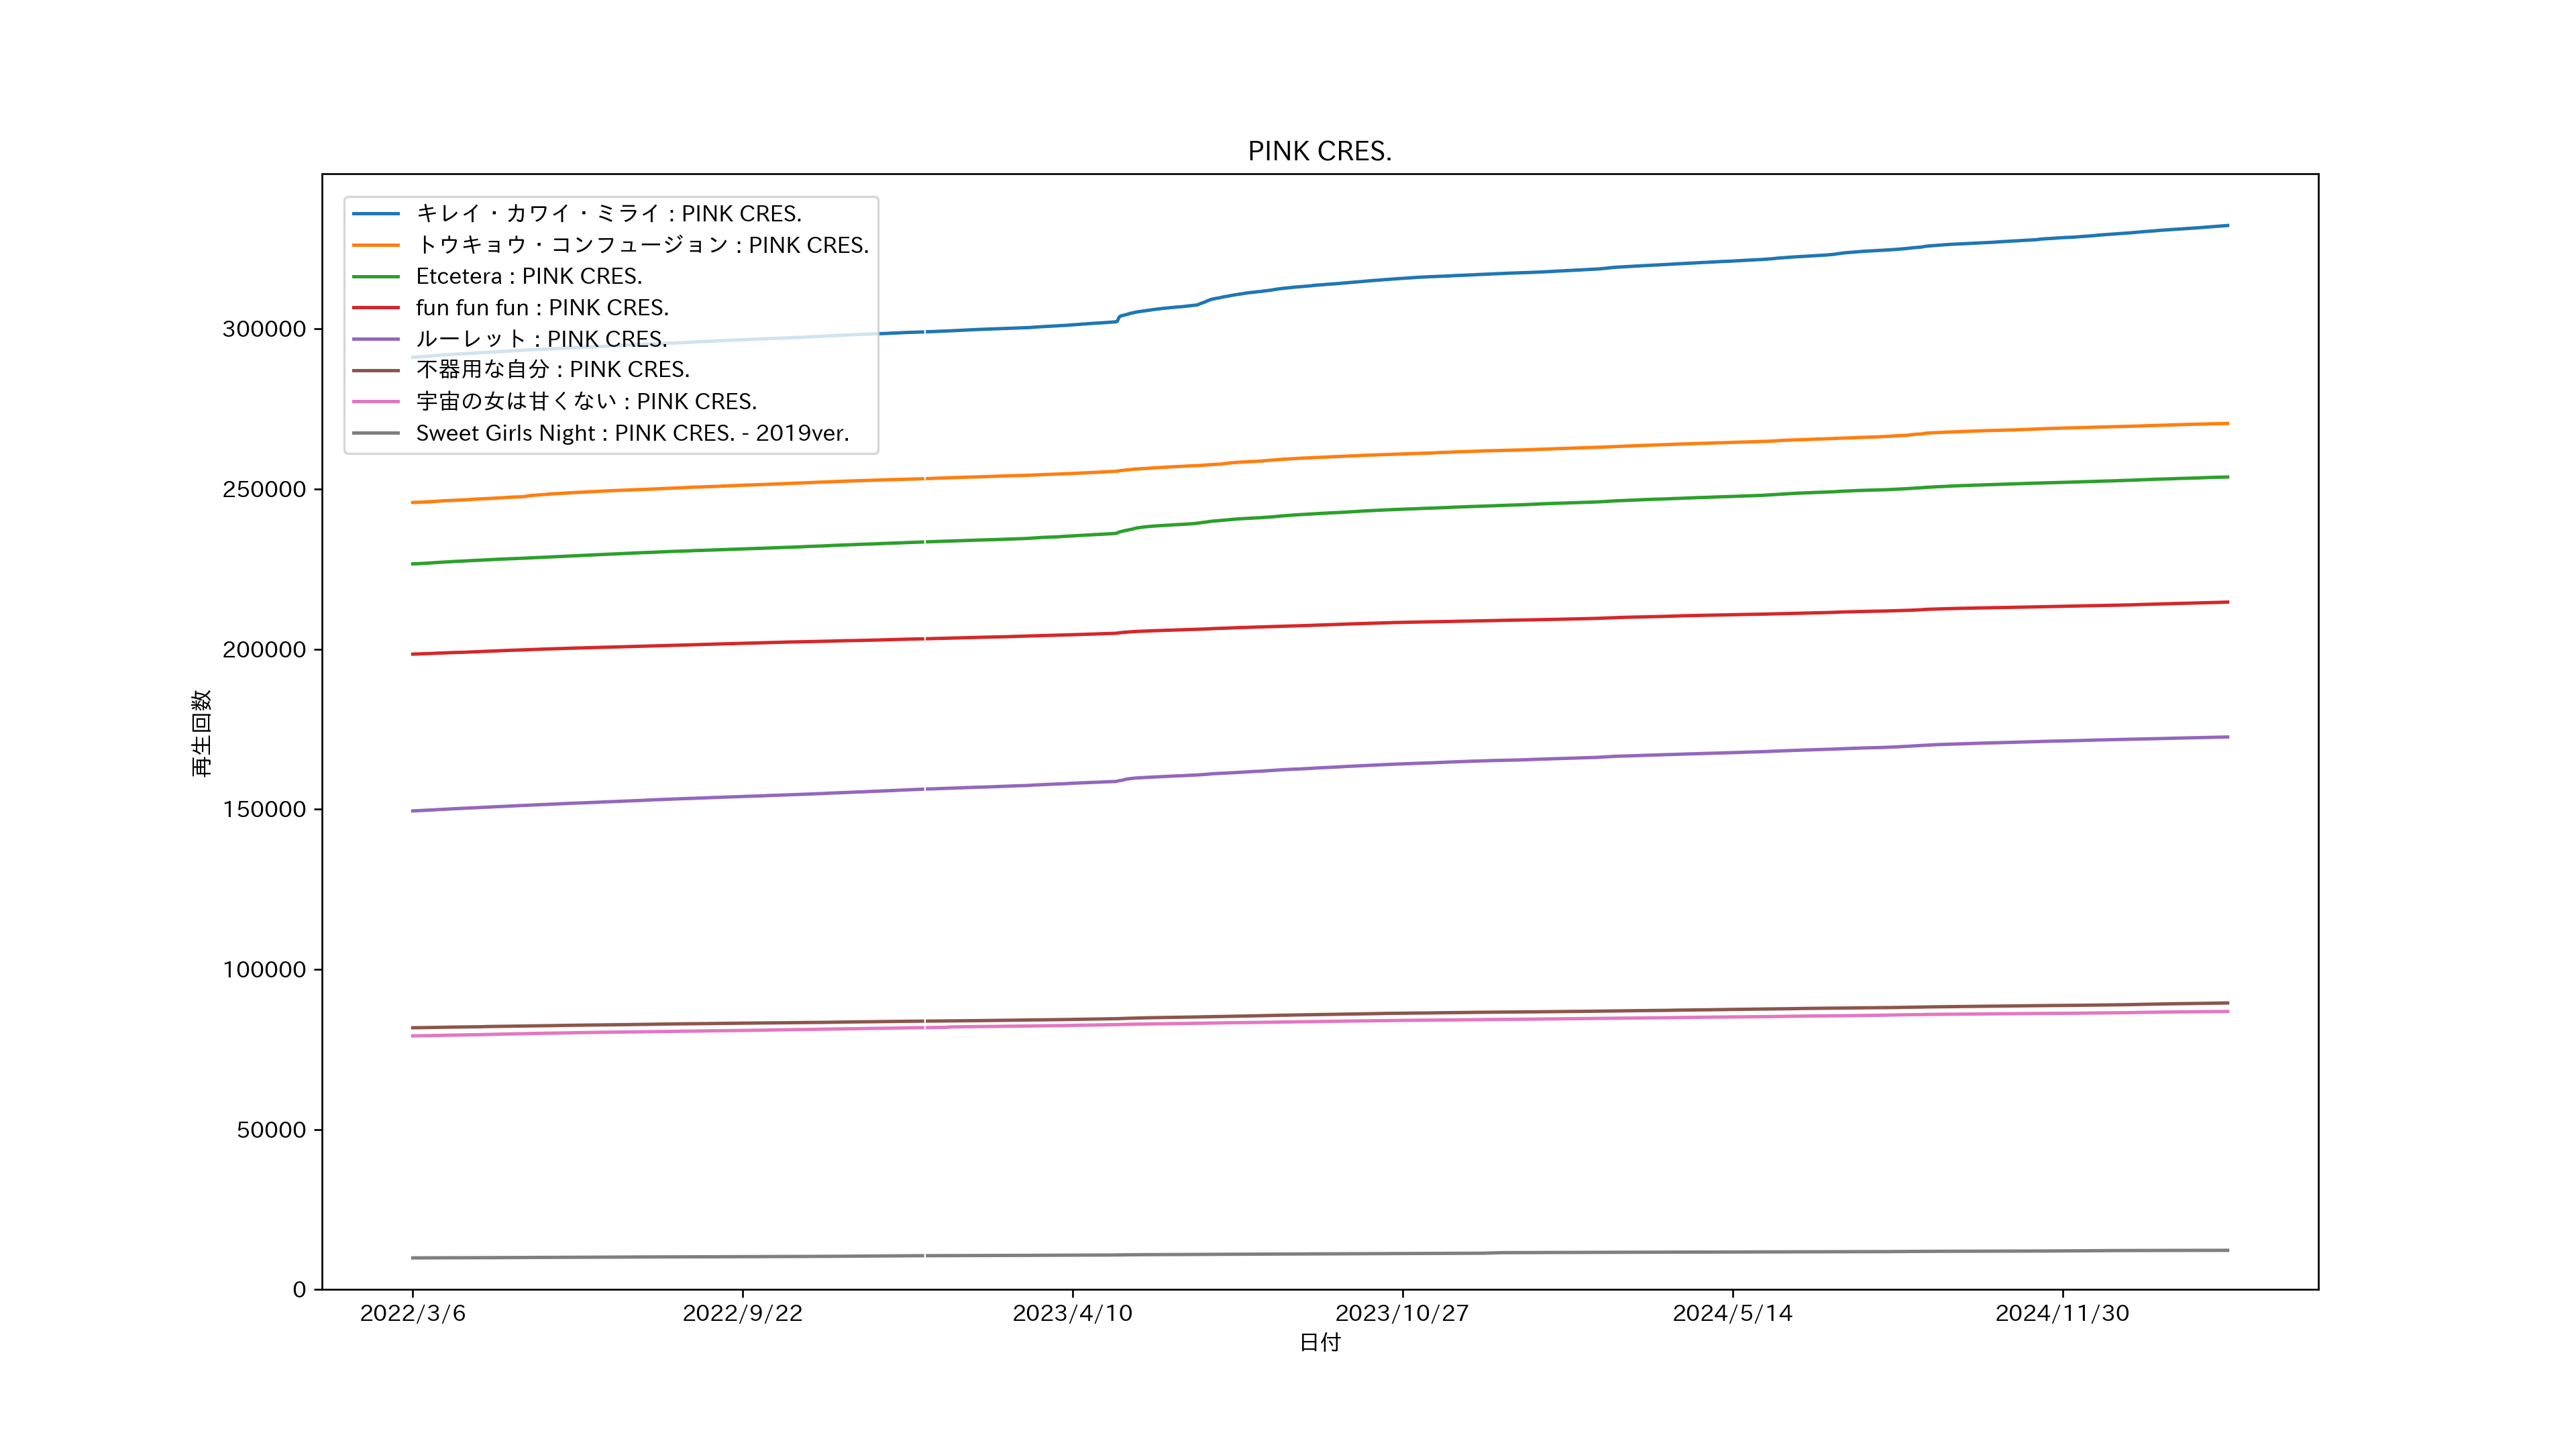 PINK CRES.
キレイ・カワイ・ミライ : PINK CRES.
トウキョウ・コンフュージョン : PINK CRES.
Etcetera : PINK CRES.
fun fun fun : PINK CRES.
ルーレット : PINK CRES.
不器用な自分 : PINK CRES.
宇宙の女は甘くない : PINK CRES.
Sweet Girls Night : PINK CRES. - 2019ver.
300000
250000
200000
150000
100000
50000
0
再生回数
2022/3/6
2022/9/22
2023/4/10
2023/10/27
2024/5/14
2024/11/30
日付